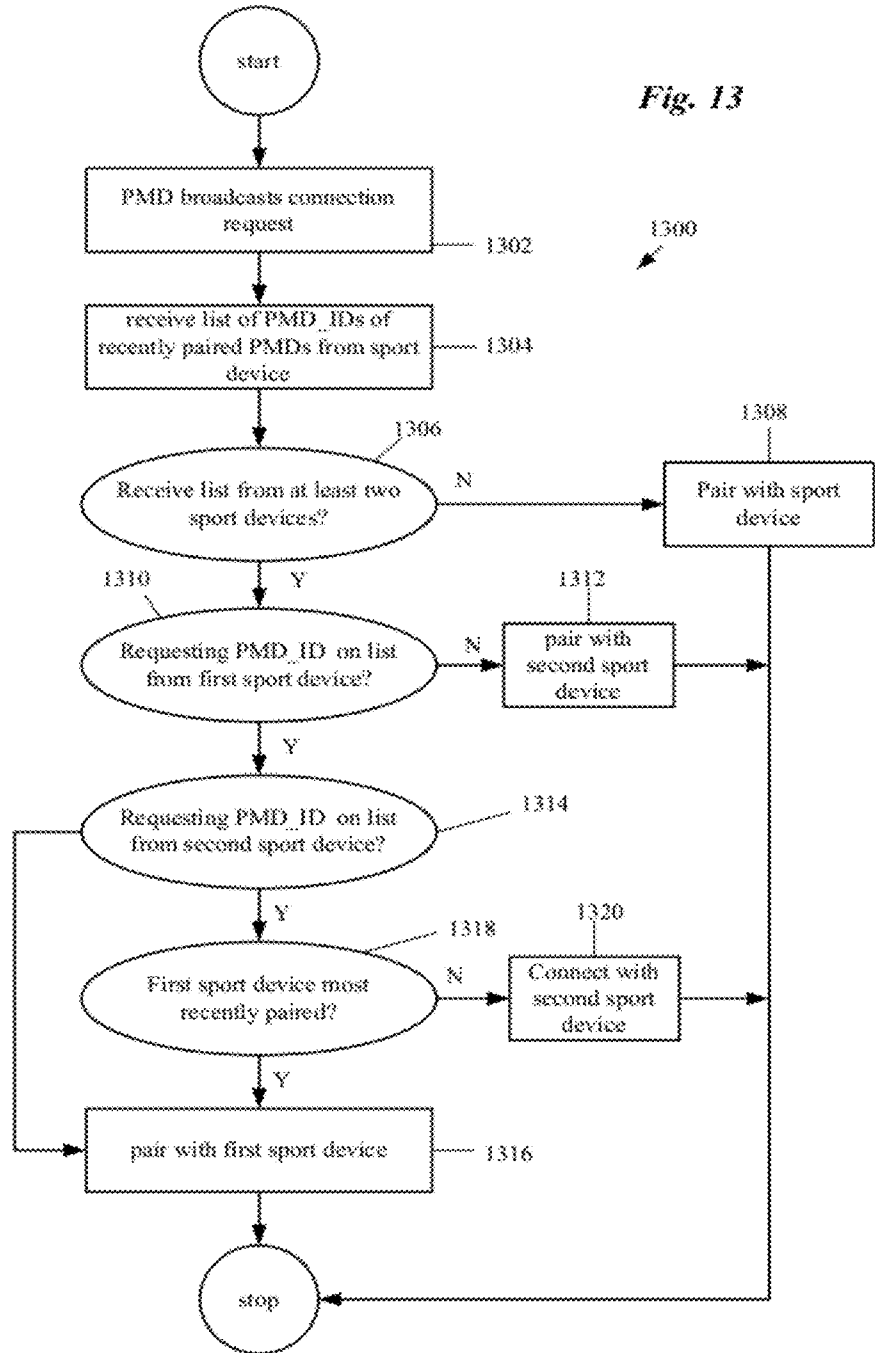 start
Fig. 13
PMD broadcasts connection
request
1302
1300
receive list of PMD_IDs of
recently paired PMDs from sport
device
1304
1306
1308
Receive list from at least two
sport devices?
N
Pair with sport
device
Y
1310
1312
Requesting PMD_ID on list
from first sport device?
N
pair with
second sport
device
Y
Requesting PMD_ID on list
from second sport device?
1314
Y
1318
1320
First sport device most
recently paired?
N
Connect with
second sport
device
Y
pair with first sport device
1316
stop